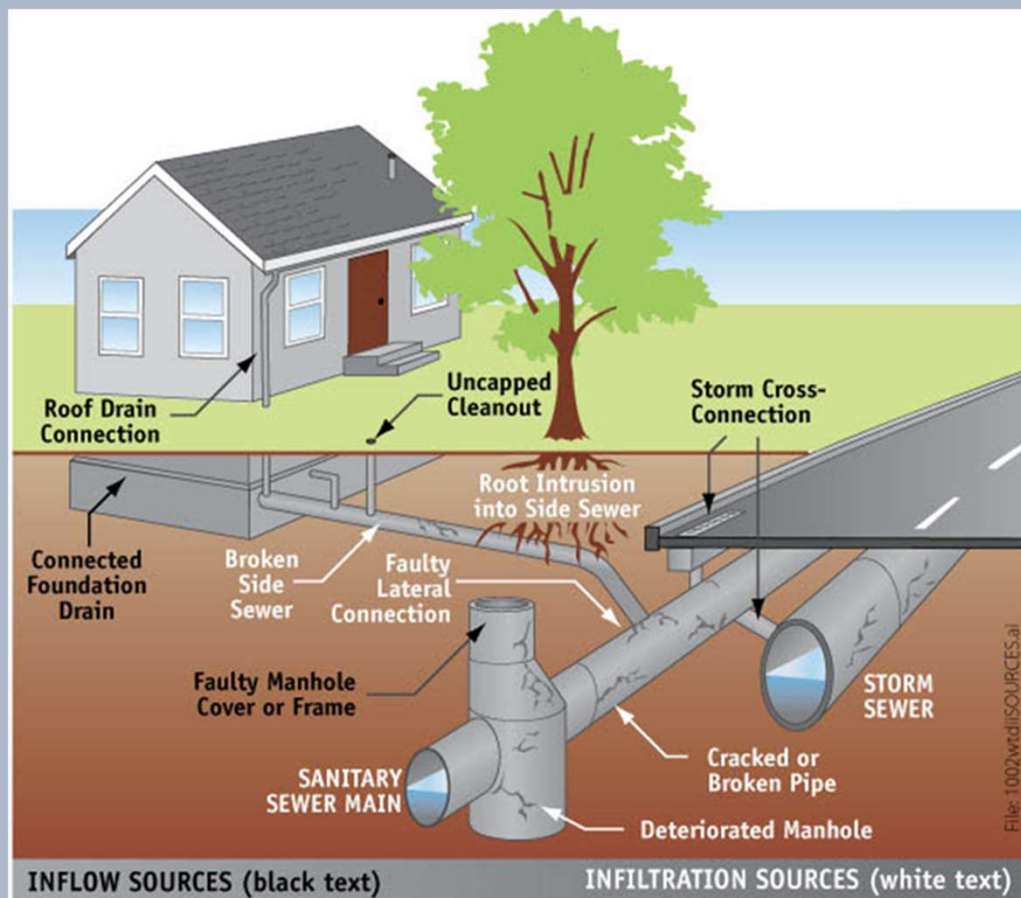 Roof Drain
Connection
Uncapped
Cleanout
Storm Cross-
Connection
Root Intrusion
into Side Sewer
Connected
Foundation
Drain
Broken
Side
Sewer
Faulty
Lateral
Connection
Faulty Manhole
Cover or Frame
STORM
SEWER
SANITARY
SEWER MAIN
Cracked or
Broken Pipe
Deteriorated Manhole
File: 1002wtdIISOURCES.ai
INFLOW SOURCES (black text)
INFILTRATION SOURCES (white text)